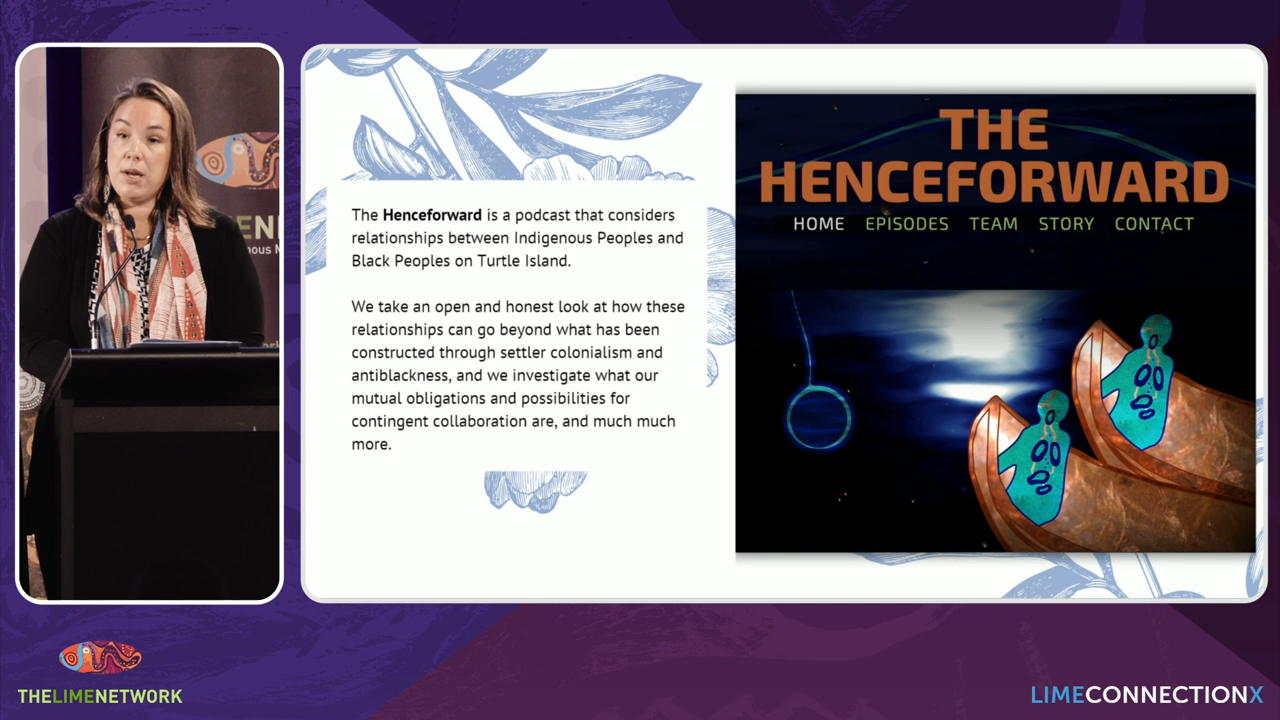 The Henceforward is a podcast that considers
relationships between Indigenous Peoples and
Black Peoples on Turtle Island.
We take an open and honest look at how these
relationships can go beyond what has been
constructed through settler colonialism and
antiblackness, and we investigate what our
mutual obligations and possibilities for
contingent collaboration are, and much much
more.
THE
HENCEFORWARD
HOME EPISODES TEAM STORY CONTACT
THELIMENETWORK
LIMECONNECTIONX